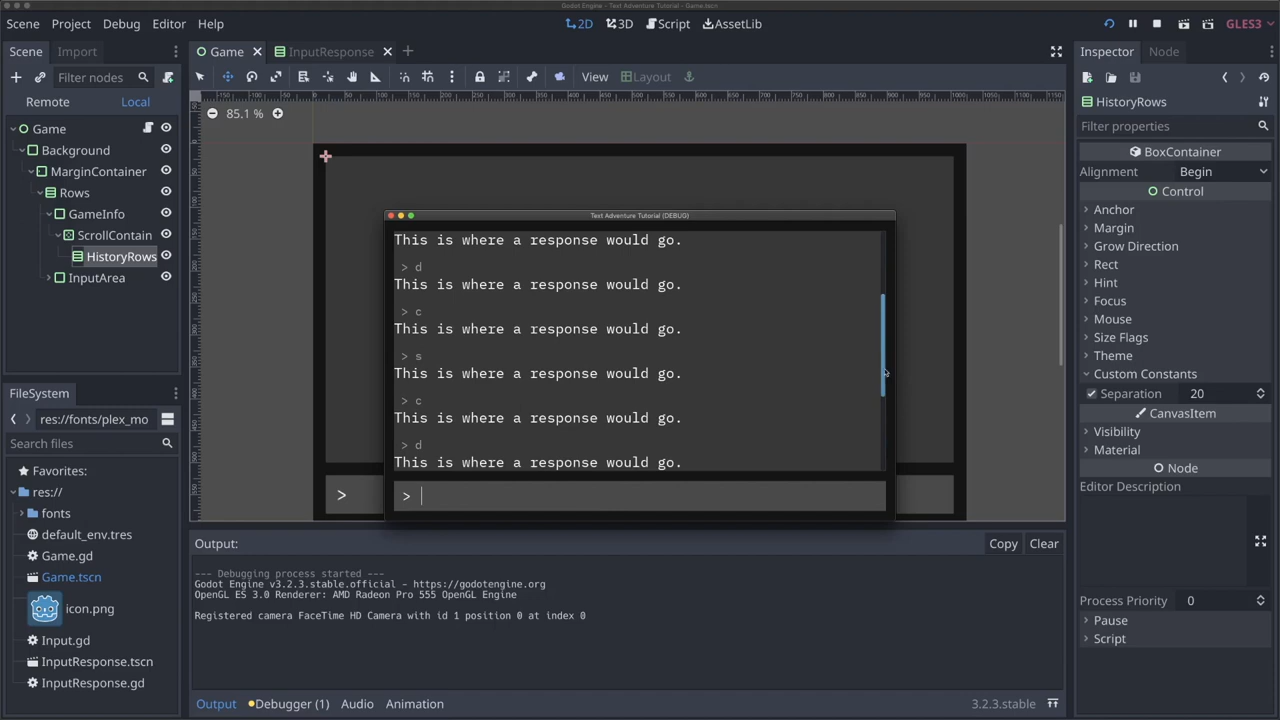 Godot Engine - Text Adventure Tutorial - Game.tscn
Scene Project Debug Editor Help
2D 3D Script AssetLib
GLES3
Scene Import
Filter nodes
Remote Local
Game
Background
MarginContainer
Rows
GameInfo
ScrollContain
HistoryRows
InputArea
FileSystem
res://fonts/plex_mo
Search files
Favorites:
res://
fonts
default_env.tres
Game.gd
Game.tscn
icon.png
Input.gd
InputResponse.tscn
InputResponse.gd
Game InputResponse
View Layout
85.1 %
>
Text Adventure Tutorial (DEBUG)
This is where a response would go.
> d
This is where a response would go.
> c
This is where a response would go.
> s
This is where a response would go.
> c
This is where a response would go.
> d
This is where a response would go.
>
Output:
Copy Clear
--- Debugging process started ---
Godot Engine v3.2.3.stable.official - https://godotengine.org
OpenGL ES 3.0 Renderer: AMD Radeon Pro 555 OpenGL Engine
Registered camera FaceTime HD Camera with id 1 position 0 at index 0
Output Debugger (1) Audio Animation
3.2.3.stable
Inspector Node
HistoryRows
Filter properties
BoxContainer
Alignment Begin
Control
Anchor
Margin
Grow Direction
Rect
Hint
Focus
Mouse
Size Flags
Theme
Custom Constants
Separation 20
CanvasItem
Visibility
Material
Node
Editor Description
Process Priority 0
Pause
Script